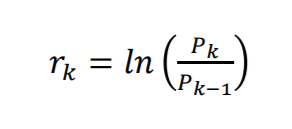 r_k = ln(P_k / P_{k-1})